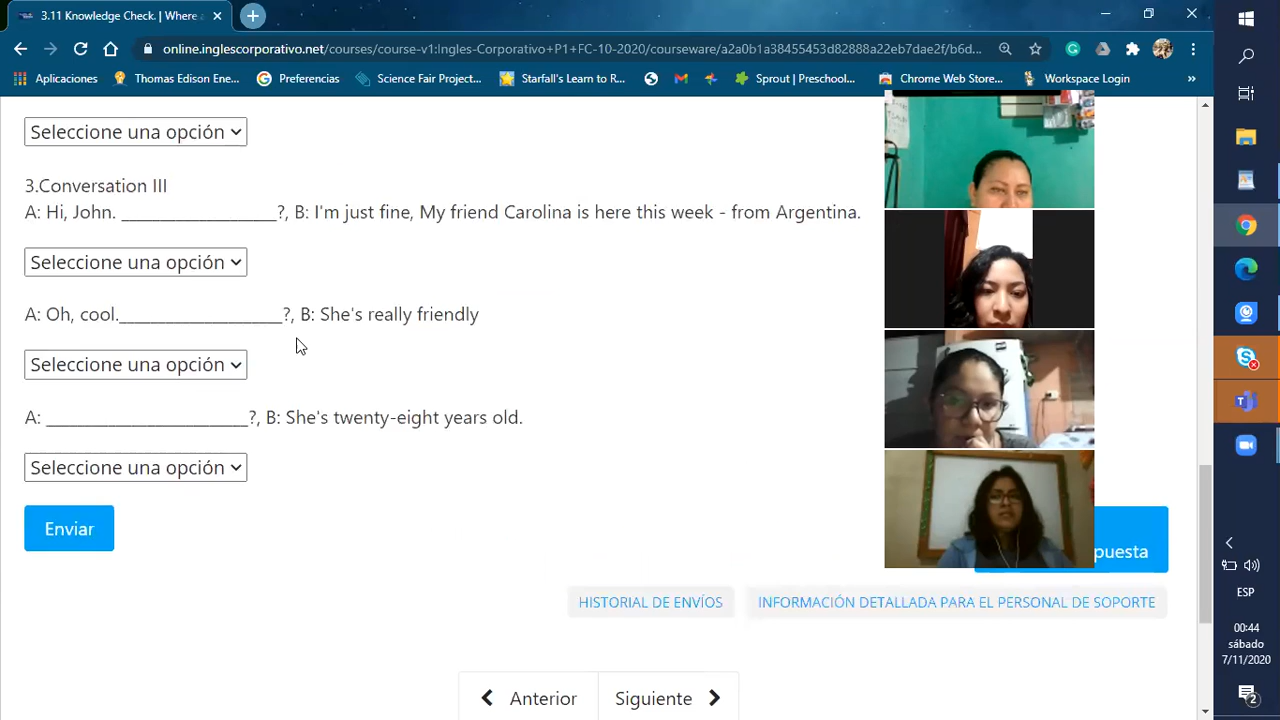 3.11 Knowledge Check. | Where
online.inglescorporativo.net/courses/course-v1:Ingles-Corporativo+P1+FC-10-2020/courseware/a2a0b1a38455453d82888a22eb7dae2f/b6d...
Aplicaciones Thomas Edison Ene... Preferencias Science Fair Project... Starfall's Learn to R... Sprout | Preschool... Chrome Web Store... Workspace Login »
Seleccione una opción
3.Conversation III
A: Hi, John. __________________?, B: I'm just fine, My friend Carolina is here this week - from Argentina.
Seleccione una opción
A: Oh, cool.___________________?, B: She's really friendly
Seleccione una opción
A: _______________________?, B: She's twenty-eight years old.
Seleccione una opción
Enviar
puesta
HISTORIAL DE ENVÍOS INFORMACIÓN DETALLADA PARA EL PERSONAL DE SOPORTE
Anterior Siguiente
ESP
00:44
sábado
7/11/2020
2